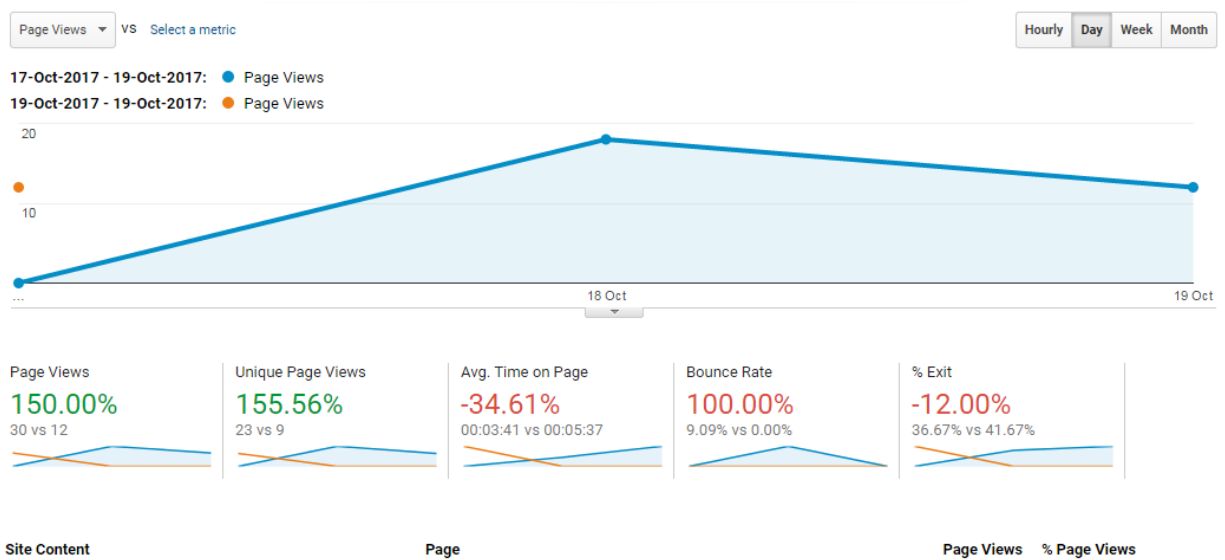 Page Views VS Select a metric Hourly Day Week Month
17-Oct-2017 - 19-Oct-2017: Page Views
19-Oct-2017 - 19-Oct-2017: Page Views
20
10
... 18 Oct 19 Oct
Page Views Unique Page Views Avg. Time on Page Bounce Rate % Exit
150.00% 155.56% -34.61% 100.00% -12.00%
30 vs 12 23 vs 9 00:03:41 vs 00:05:37 9.09% vs 0.00% 36.67% vs 41.67%
Site Content Page Page Views % Page Views